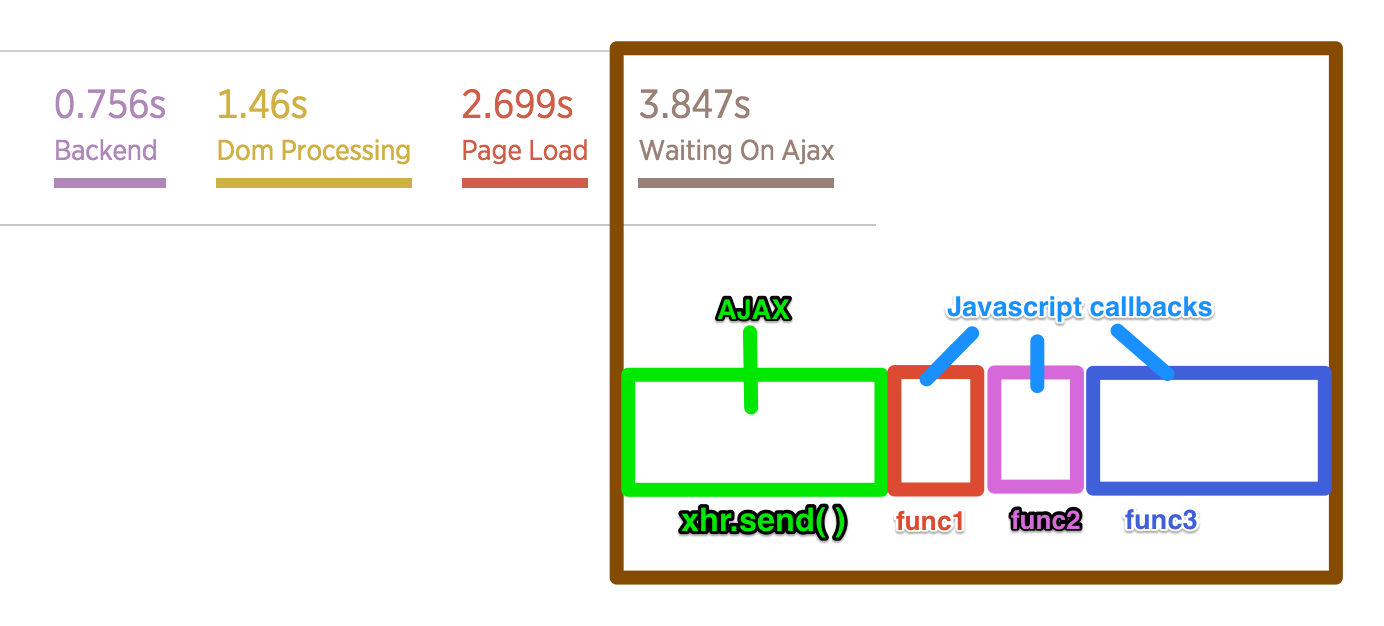 0.756s 1.46s 2.699s 3.847s
Backend Dom Processing Page Load Waiting On Ajax
AJAX Javascript callbacks
xhr.send() func1 func2 func3